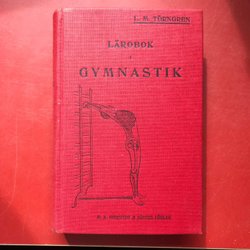 L. M. TÖRNGREN
LÄROBOK
I
GYMNASTIK
P. A. NORSTEDT & SÖNERS FÖRLAG